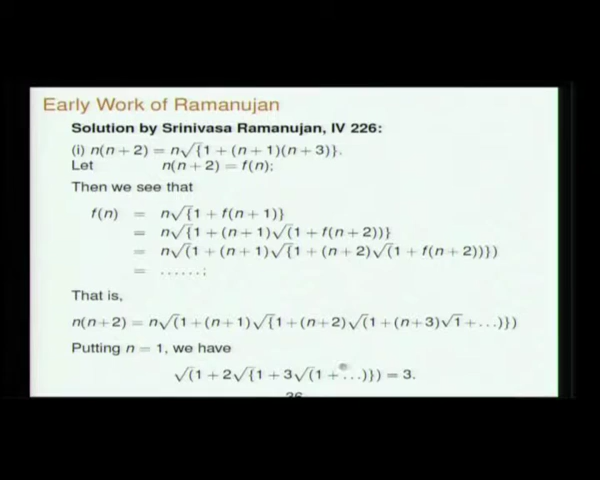 Early Work of Ramanujan
Solution by Srinivasa Ramanujan, IV 226:
(i) n(n + 2) = n√{1 + (n + 1)(n + 3)}.
Let n(n + 2) = f(n);
Then we see that
f(n) = n√{1 + f(n + 1)}
= n√{1 + (n + 1)√(1 + f(n + 2))}
= n√(1 + (n + 1)√{1 + (n + 2)√(1 + f(n + 2))})
= ......;
That is,
n(n+2) = n√(1+(n+1)√{1+(n+2)√(1+(n+3)√1+...)})
Putting n = 1, we have
√(1 + 2√{1 + 3√(1 + ...)}) = 3.